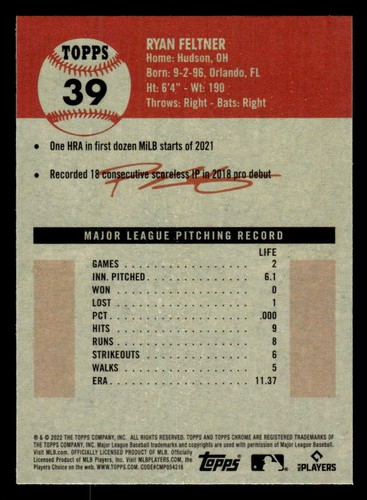 TOPPS
39
RYAN FELTNER
Home: Hudson, OH
Born: 9-2-96, Orlando, FL
Ht: 6'4" - Wt: 190
Throws: Right - Bats: Right
• One HRA in first dozen MiLB starts of 2021
• Recorded 18 consecutive scoreless IP in 2018 pro debut
MAJOR LEAGUE PITCHING RECORD
LIFE
GAMES 2
INN. PITCHED 6.1
WON 0
LOST 1
PCT .000
HITS 9
RUNS 8
STRIKEOUTS 6
WALKS 5
ERA 11.37
® & © 2022 THE TOPPS COMPANY, INC. ALL RIGHTS RESERVED. TOPPS AND TOPPS CHROME ARE REGISTERED TRADEMARKS OF
THE TOPPS COMPANY, INC. Major League Baseball trademarks and copyrights are used with permission of Major League Baseball.
Visit MLB.com. OFFICIALLY LICENSED PRODUCT OF MLB PLAYERS, INC. Officially
Licensed Product of MLB Players, Inc. Visit MLBPLAYERS.COM, the
Players Choice on the web. WWW.TOPPS.COM. CODE#CMP054218
Topps
MLB
PLAYERS